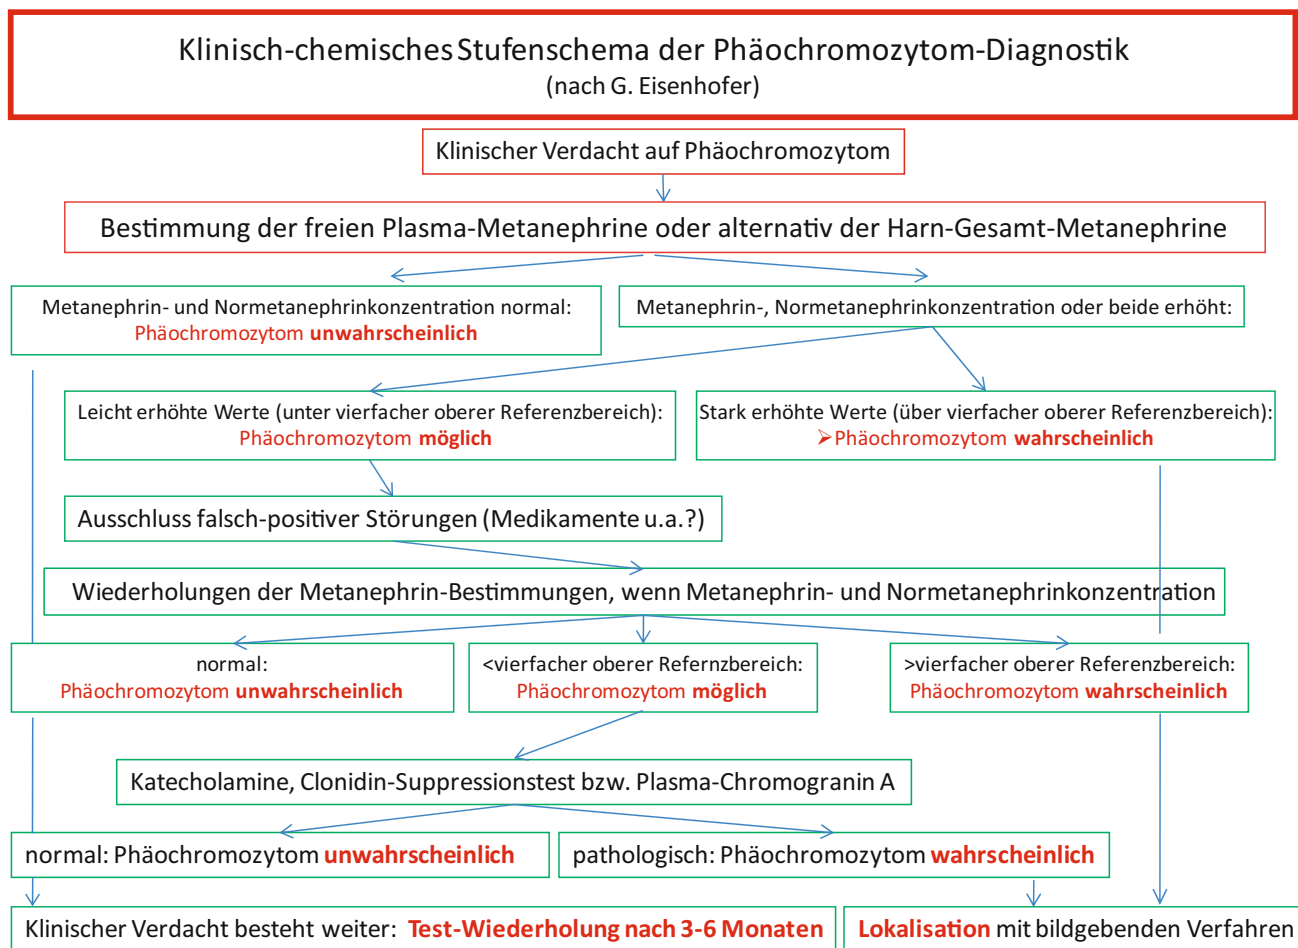 Klinisch-chemisches Stufenschema der Phäochromozytom-Diagnostik
(nach G. Eisenhofer)
Klinischer Verdacht auf Phäochromozytom
Bestimmung der freien Plasma-Metanephrine oder alternativ der Harn-Gesamt-Metanephrine
Metanephrin- und Normetanephrinkonzentration normal:
Phäochromozytom unwahrscheinlich
Metanephrin-, Normetanephrinkonzentration oder beide erhöht:
Leicht erhöhte Werte (unter vierfacher oberer Referenzbereich):
Phäochromozytom möglich
Stark erhöhte Werte (über vierfacher oberer Referenzbereich):
➢Phäochromozytom wahrscheinlich
Ausschluss falsch-positiver Störungen (Medikamente u.a.?)
Wiederholungen der Metanephrin-Bestimmungen, wenn Metanephrin- und Normetanephrinkonzentration
normal:
Phäochromozytom unwahrscheinlich
<vierfacher oberer Refernzbereich:
Phäochromozytom möglich
>vierfacher oberer Referenzbereich:
Phäochromozytom wahrscheinlich
Katecholamine, Clonidin-Suppressionstest bzw. Plasma-Chromogranin A
normal: Phäochromozytom unwahrscheinlich
pathologisch: Phäochromozytom wahrscheinlich
Klinischer Verdacht besteht weiter: Test-Wiederholung nach 3-6 Monaten
Lokalisation mit bildgebenden Verfahren